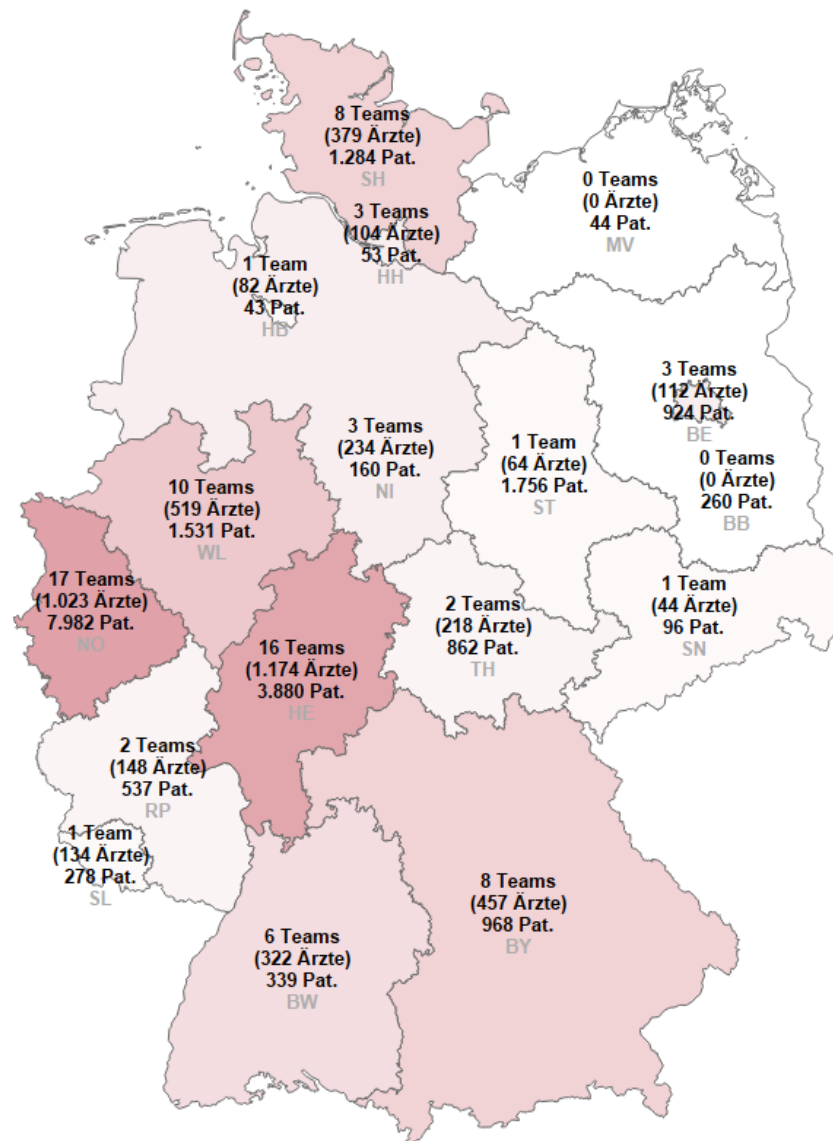 8 Teams
(379 Ärzte)
1.284 Pat.
SH
0 Teams
(0 Ärzte)
44 Pat.
MV
3 Teams
(104 Ärzte)
53 Pat.
HH
1 Team
(82 Ärzte)
43 Pat.
HB
3 Teams
(112 Ärzte)
924 Pat.
BE
3 Teams
(234 Ärzte)
160 Pat.
NI
1 Team
(64 Ärzte)
1.756 Pat.
ST
0 Teams
(0 Ärzte)
260 Pat.
BB
10 Teams
(519 Ärzte)
1.531 Pat.
WL
17 Teams
(1.023 Ärzte)
7.982 Pat.
NO
16 Teams
(1.174 Ärzte)
3.880 Pat.
HE
2 Teams
(218 Ärzte)
862 Pat.
TH
1 Team
(44 Ärzte)
96 Pat.
SN
2 Teams
(148 Ärzte)
537 Pat.
RP
1 Team
(134 Ärzte)
278 Pat.
SL
8 Teams
(457 Ärzte)
968 Pat.
BY
6 Teams
(322 Ärzte)
339 Pat.
BW